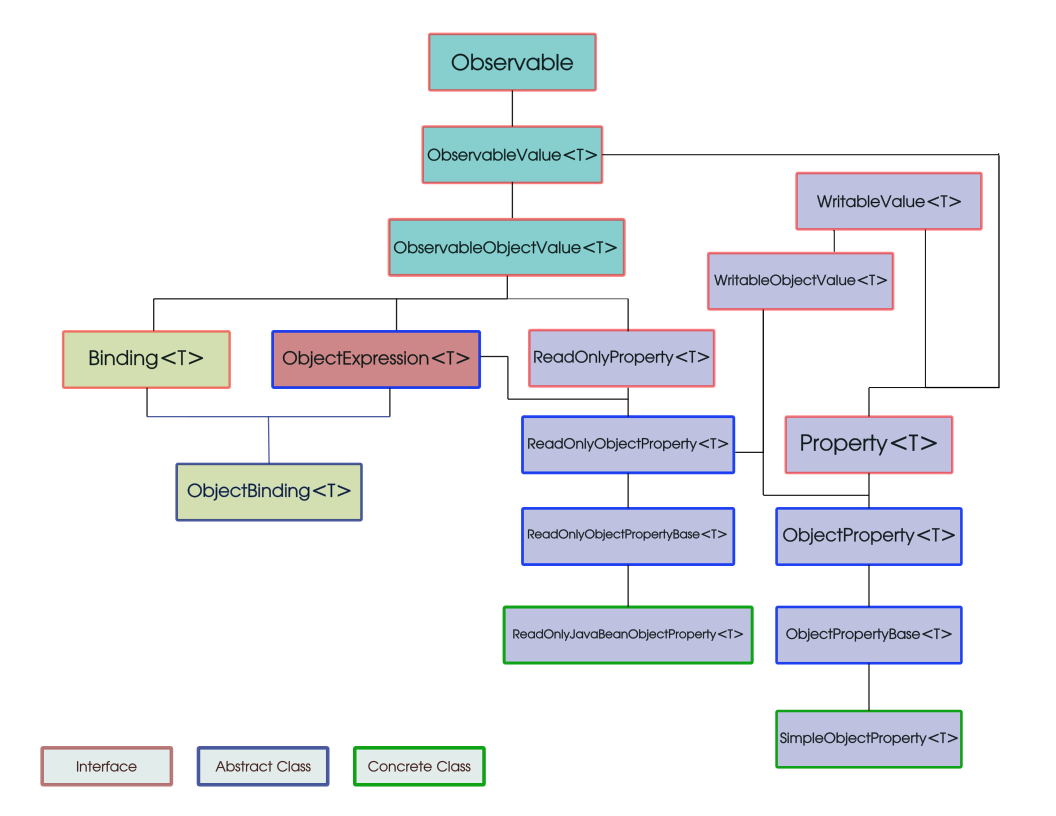 Observable
ObservableValue<T>
WritableValue<T>
ObservableObjectValue<T>
WritableObjectValue<T>
Binding<T>
ObjectExpression<T>
ReadOnlyProperty<T>
ReadOnlyObjectProperty<T>
Property<T>
ObjectBinding<T>
ReadOnlyObjectPropertyBase<T>
ObjectProperty<T>
ReadOnlyJavaBeanObjectProperty<T>
ObjectPropertyBase<T>
SimpleObjectProperty<T>
Interface
Abstract Class
Concrete Class